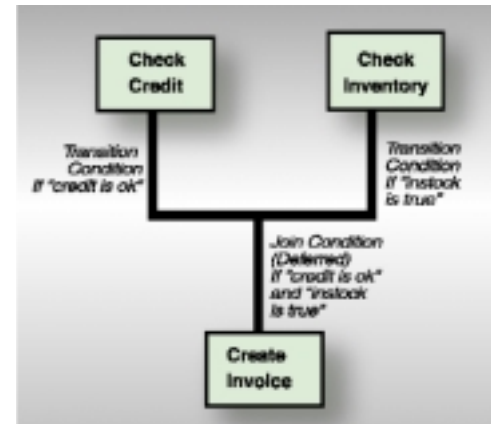 Check
Credit
Check
Inventory
Transition
Condition
If "credit is ok"
Transition
Condition
If "instock
is true"
Join Condition
(Deferred)
If "credit is ok"
and "instock
is true"
Create
Invoice